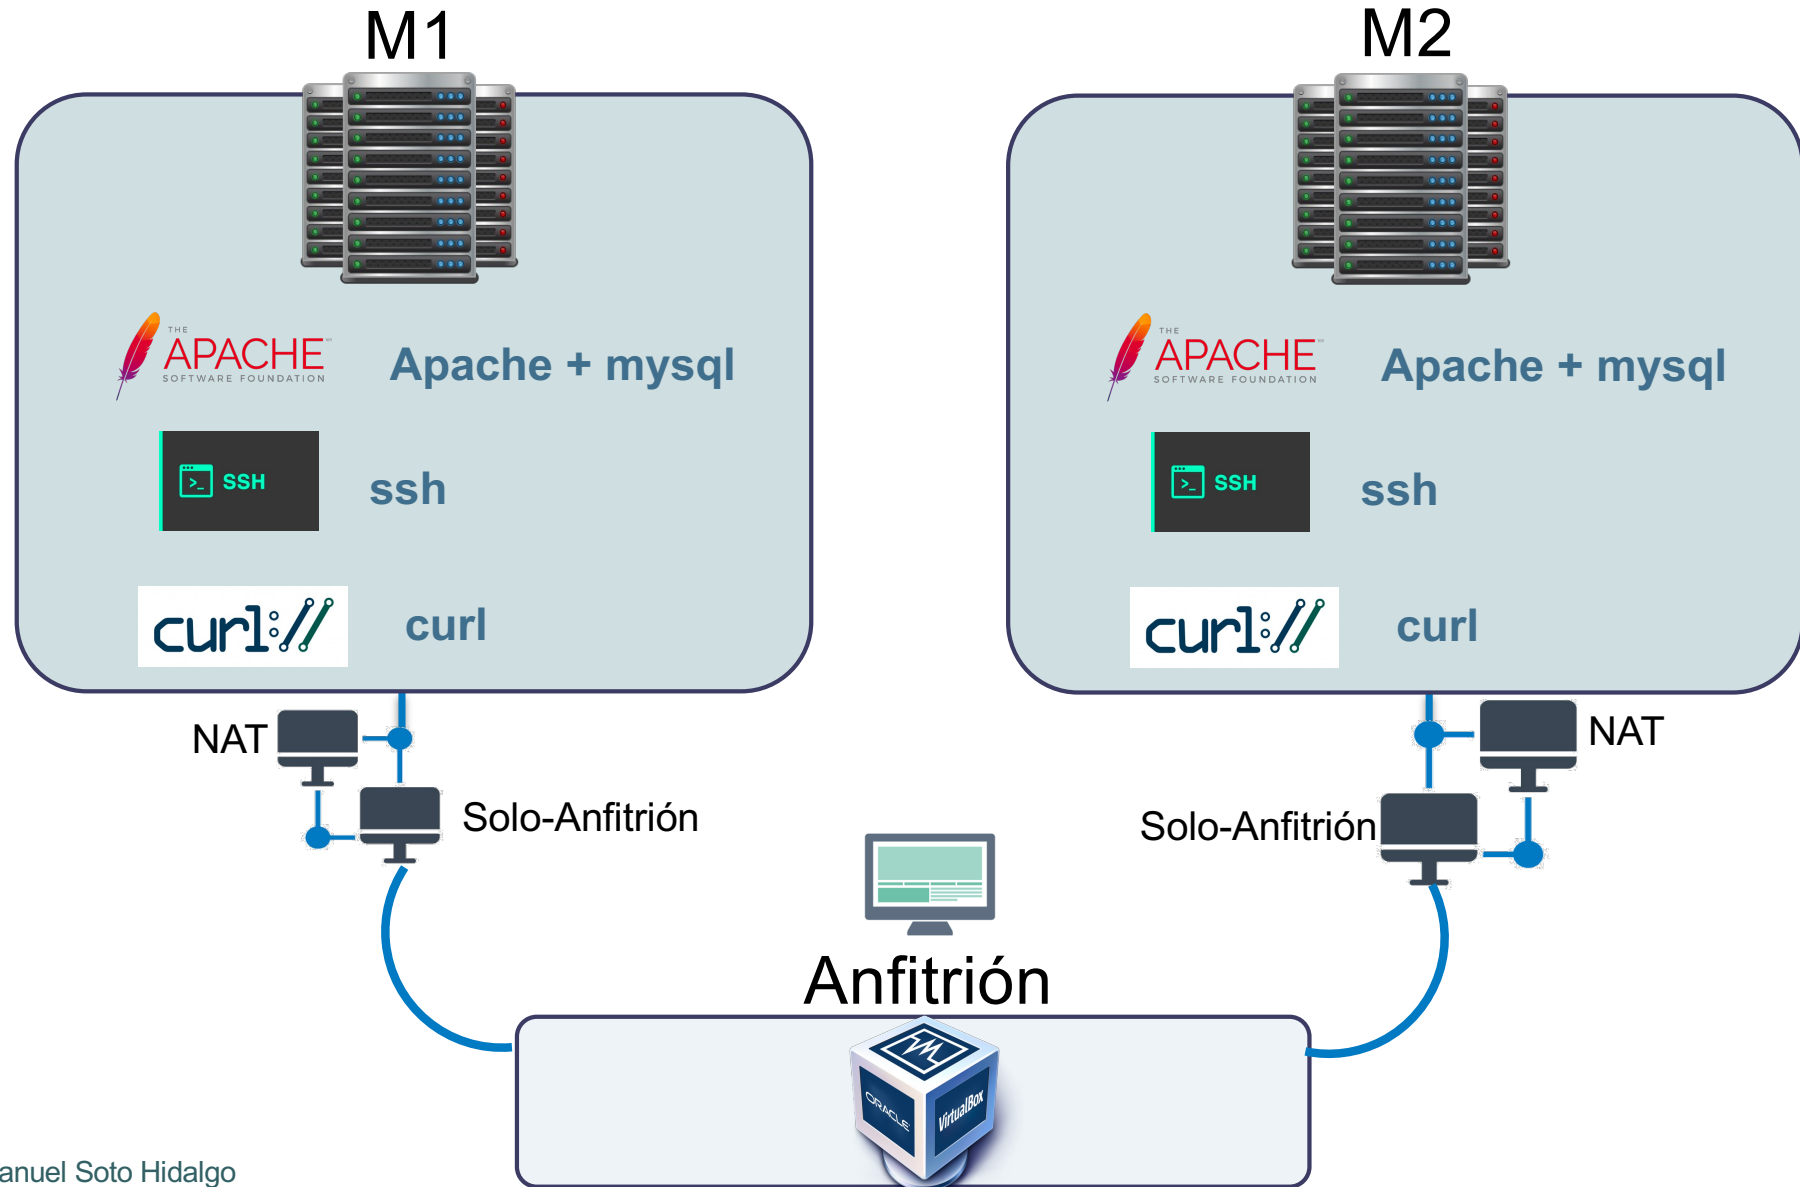 M1
M2
THE
APACHE
SOFTWARE FOUNDATION
Apache + mysql
SSH
ssh
curl://
curl
THE
APACHE
SOFTWARE FOUNDATION
Apache + mysql
SSH
ssh
curl://
curl
NAT
Solo-Anfitrión
NAT
Solo-Anfitrión
Anfitrión
ORACLE
VirtualBox
anuel Soto Hidalgo